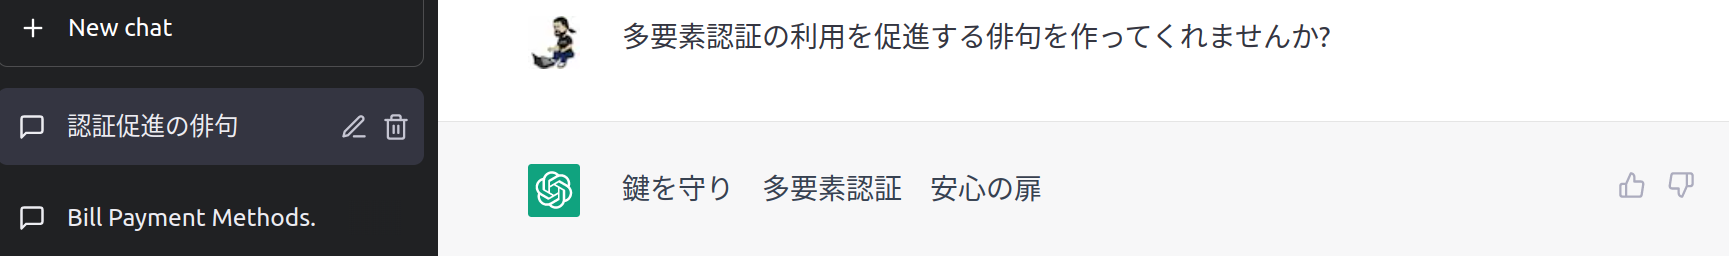 New chat
認証促進の俳句
Bill Payment Methods.
多要素認証の利用を促進する俳句を作ってくれませんか?
鍵を守り　多要素認証　安心の扉